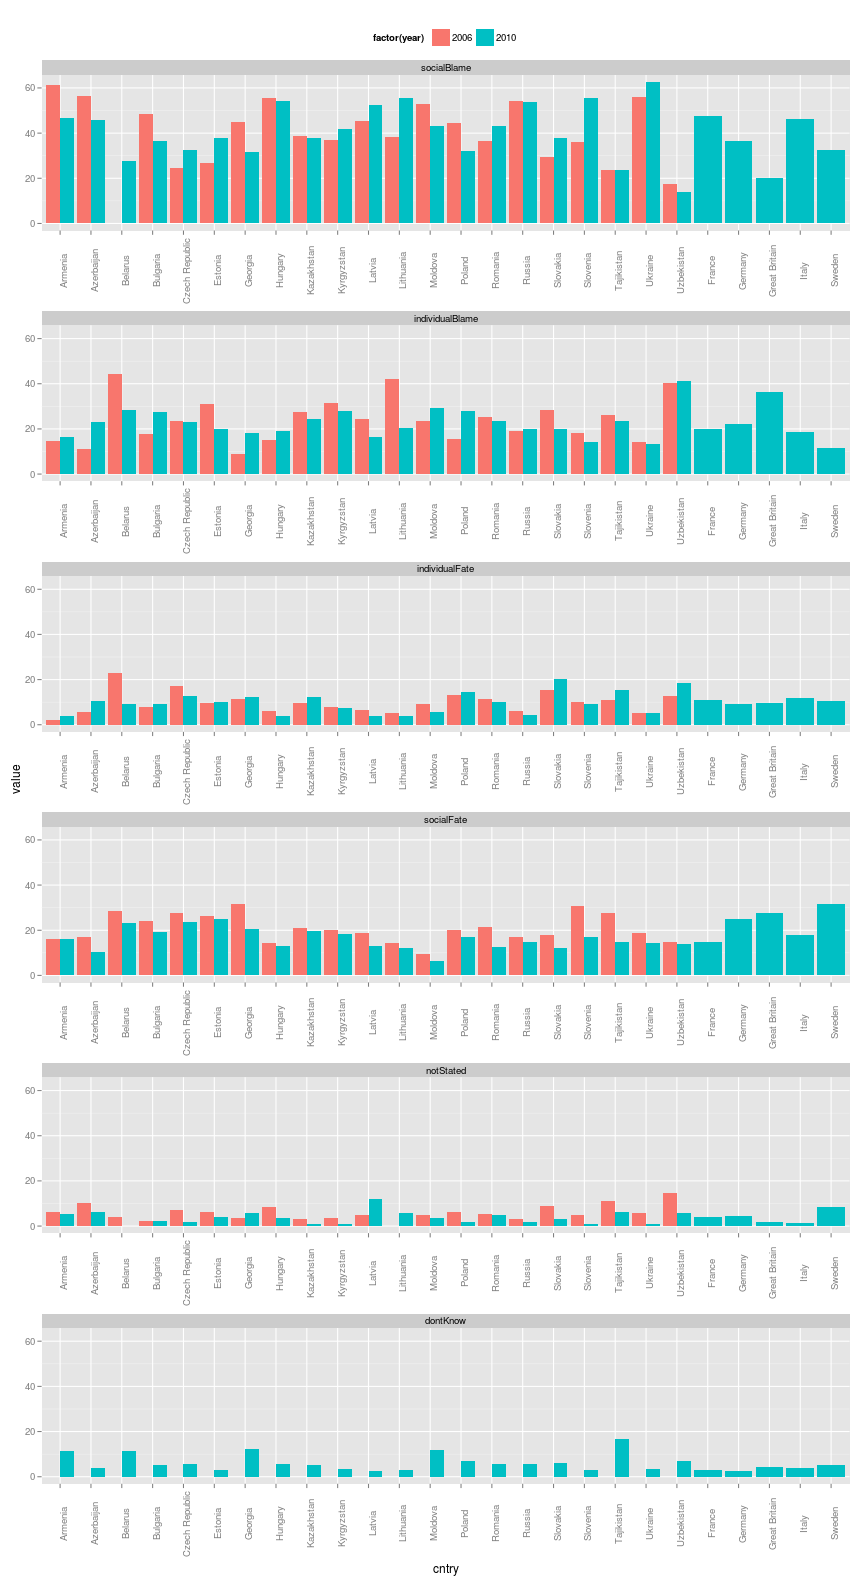 factor(year) 2006 2010
socialBlame
60
40
20
0
Armenia Azerbaijan Belarus Bulgaria Czech Republic Estonia Georgia Hungary Kazakhstan Kyrgyzstan Latvia Lithuania Moldova Poland Romania Russia Slovakia Slovenia Tajikistan Ukraine Uzbekistan France Germany Great Britain Italy Sweden
individualBlame
60
40
20
0
Armenia Azerbaijan Belarus Bulgaria Czech Republic Estonia Georgia Hungary Kazakhstan Kyrgyzstan Latvia Lithuania Moldova Poland Romania Russia Slovakia Slovenia Tajikistan Ukraine Uzbekistan France Germany Great Britain Italy Sweden
individualFate
60
40
20
0
Armenia Azerbaijan Belarus Bulgaria Czech Republic Estonia Georgia Hungary Kazakhstan Kyrgyzstan Latvia Lithuania Moldova Poland Romania Russia Slovakia Slovenia Tajikistan Ukraine Uzbekistan France Germany Great Britain Italy Sweden
value
socialFate
60
40
20
0
Armenia Azerbaijan Belarus Bulgaria Czech Republic Estonia Georgia Hungary Kazakhstan Kyrgyzstan Latvia Lithuania Moldova Poland Romania Russia Slovakia Slovenia Tajikistan Ukraine Uzbekistan France Germany Great Britain Italy Sweden
notStated
60
40
20
0
Armenia Azerbaijan Belarus Bulgaria Czech Republic Estonia Georgia Hungary Kazakhstan Kyrgyzstan Latvia Lithuania Moldova Poland Romania Russia Slovakia Slovenia Tajikistan Ukraine Uzbekistan France Germany Great Britain Italy Sweden
dontKnow
60
40
20
0
Armenia Azerbaijan Belarus Bulgaria Czech Republic Estonia Georgia Hungary Kazakhstan Kyrgyzstan Latvia Lithuania Moldova Poland Romania Russia Slovakia Slovenia Tajikistan Ukraine Uzbekistan France Germany Great Britain Italy Sweden
cntry